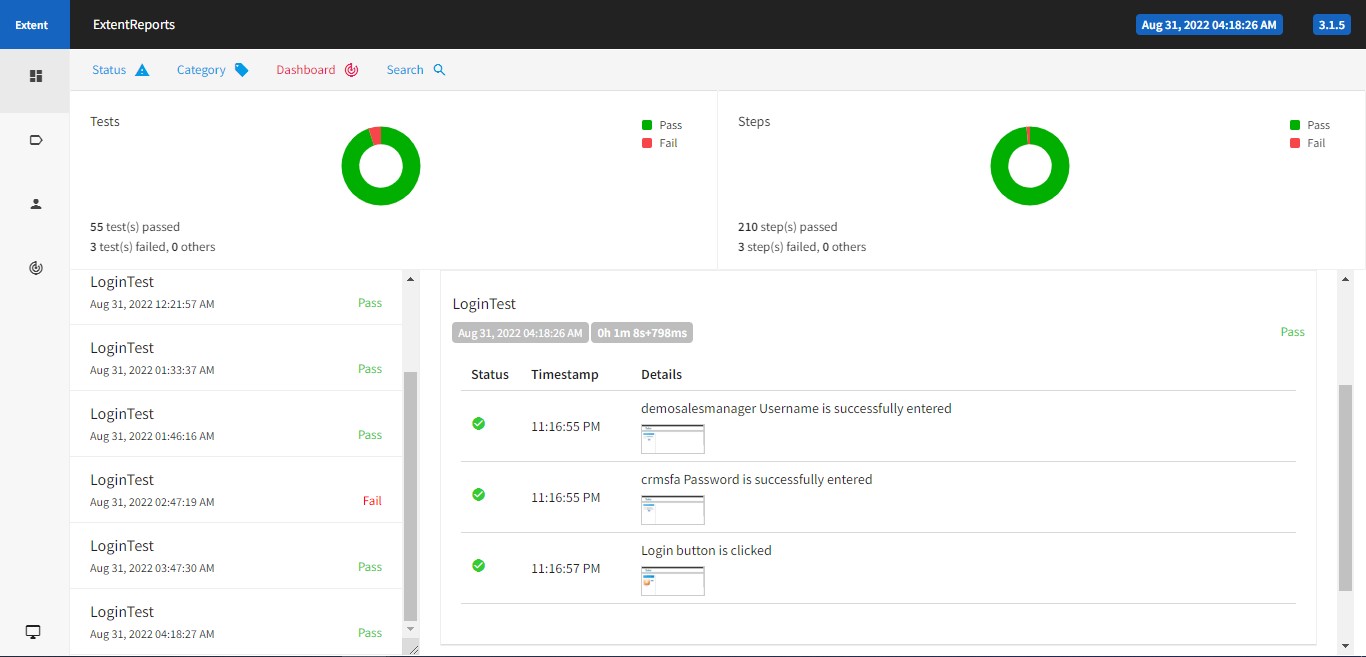 Extent
ExtentReports
Aug 31, 2022 04:18:26 AM
3.1.5
Status
Category
Dashboard
Search
Tests
Pass
Fail
55 test(s) passed
3 test(s) failed, 0 others
Steps
Pass
Fail
210 step(s) passed
3 step(s) failed, 0 others
LoginTest
Aug 31, 2022 12:21:57 AM Pass
LoginTest
Aug 31, 2022 01:33:37 AM Pass
LoginTest
Aug 31, 2022 01:46:16 AM Pass
LoginTest
Aug 31, 2022 02:47:19 AM Fail
LoginTest
Aug 31, 2022 03:47:30 AM Pass
LoginTest
Aug 31, 2022 04:18:27 AM Pass
LoginTest
Aug 31, 2022 04:18:26 AM 0h 1m 8s+798ms Pass
Status Timestamp Details
demosalesmanager Username is successfully entered
11:16:55 PM
crmsfa Password is successfully entered
11:16:55 PM
Login button is clicked
11:16:57 PM